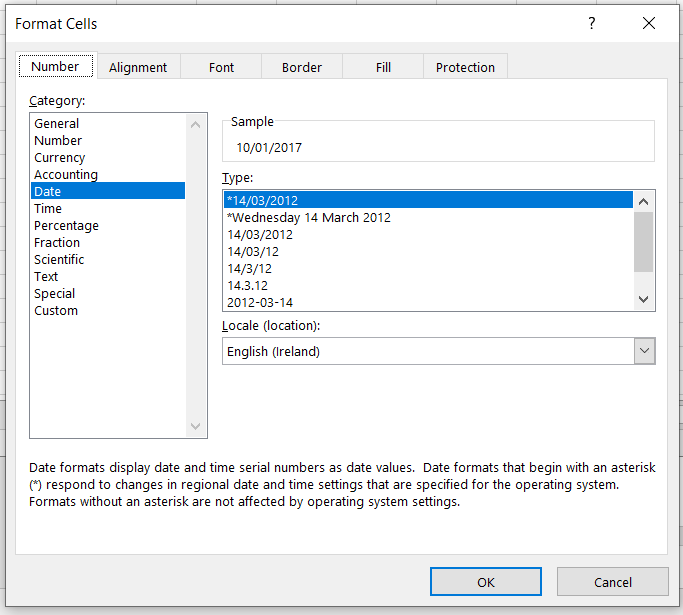 Format Cells
?
Number Alignment Font Border Fill Protection
Category:
General
Number
Currency
Accounting
Date
Time
Percentage
Fraction
Scientific
Text
Special
Custom
Sample
10/01/2017
Type:
*14/03/2012
*Wednesday 14 March 2012
14/03/2012
14/03/12
14/3/12
14.3.12
2012-03-14
Locale (location):
English (Ireland)
Date formats display date and time serial numbers as date values.  Date formats that begin with an asterisk
(*) respond to changes in regional date and time settings that are specified for the operating system.
Formats without an asterisk are not affected by operating system settings.
OK Cancel